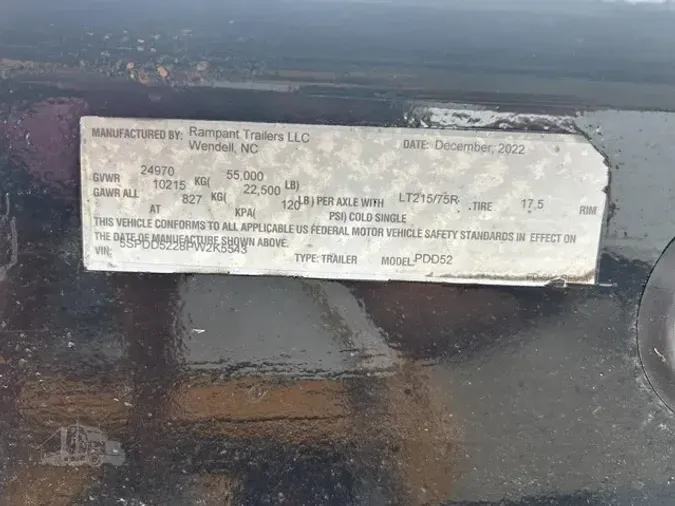 MANUFACTURED BY: Rampant Trailers LLC DATE: December, 2022
Wendell, NC
GVWR 24970 KG( 55,000 LB)
GAWR ALL 10215 KG( 22,500 LB) PER AXLE WITH LT215/75R TIRE 17.5 RIM
AT 827 KPA( 120 PSI) COLD SINGLE
THIS VEHICLE CONFORMS TO ALL APPLICABLE US FEDERAL MOTOR VEHICLE SAFETY STANDARDS IN EFFECT ON
THE DATE OF MANUFACTURE SHOWN ABOVE.
VIN: TYPE: TRAILER MODEL PDD52